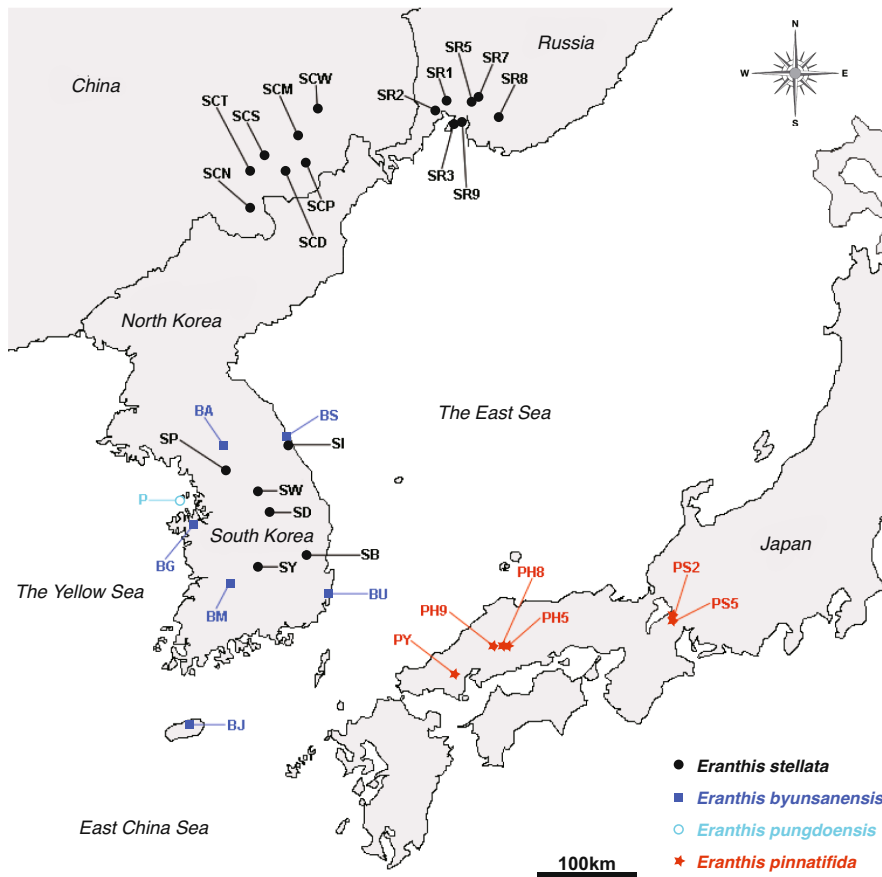 China
Russia
N
W
E
S
SCW
SCM
SCT
SCS
SCN
SCP
SCD
SR5
SR7
SR1
SR8
SR2
SR3
SR9
North Korea
The East Sea
BA
BS
SP
SI
SW
P
SD
South Korea
BG
SB
SY
The Yellow Sea
BM
BU
BJ
Japan
PS2
PS5
PH8
PH9
PH5
PY
East China Sea
Eranthis stellata
Eranthis byunsanensis
Eranthis pungdoensis
Eranthis pinnatifida
100km